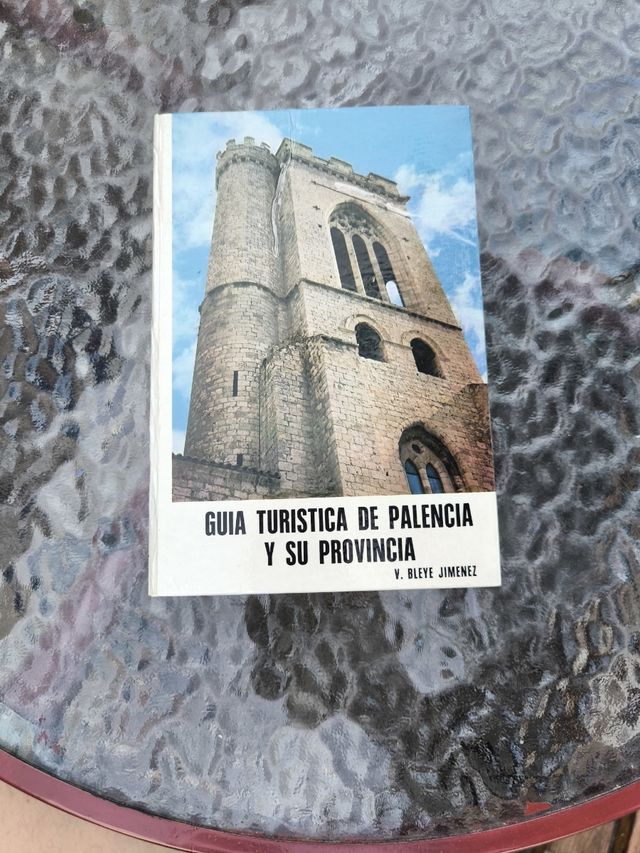 GUIA TURISTICA DE PALENCIA
Y SU PROVINCIA
V. BLEYE JIMENEZ